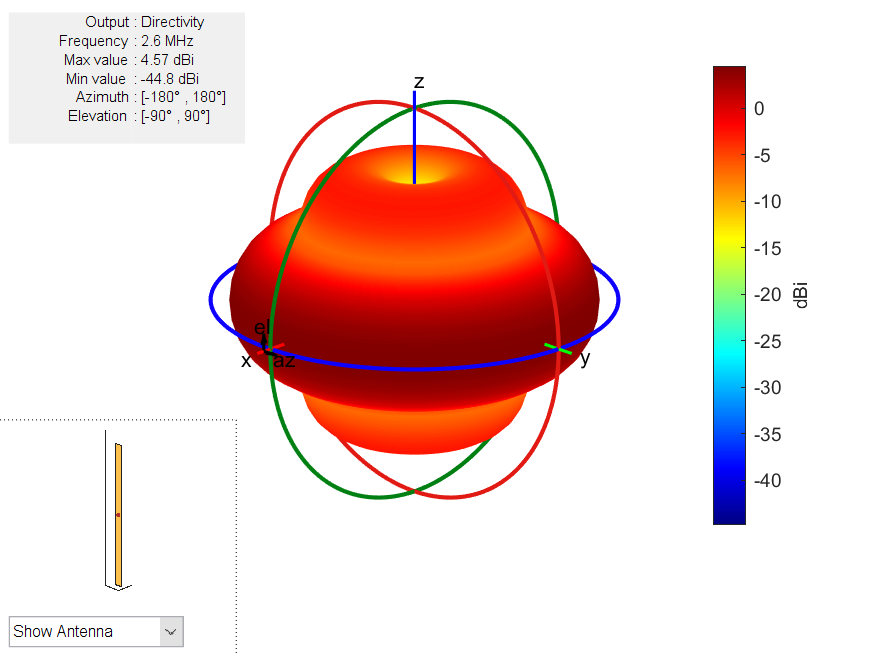 Output : Directivity
Frequency : 2.6 MHz
Max value : 4.57 dBi
Min value : -44.8 dBi
Azimuth : [-180° , 180°]
Elevation : [-90° , 90°]
z
el
x
az
y
0
-5
-10
-15
-20
-25
-30
-35
-40
dBi
Show Antenna